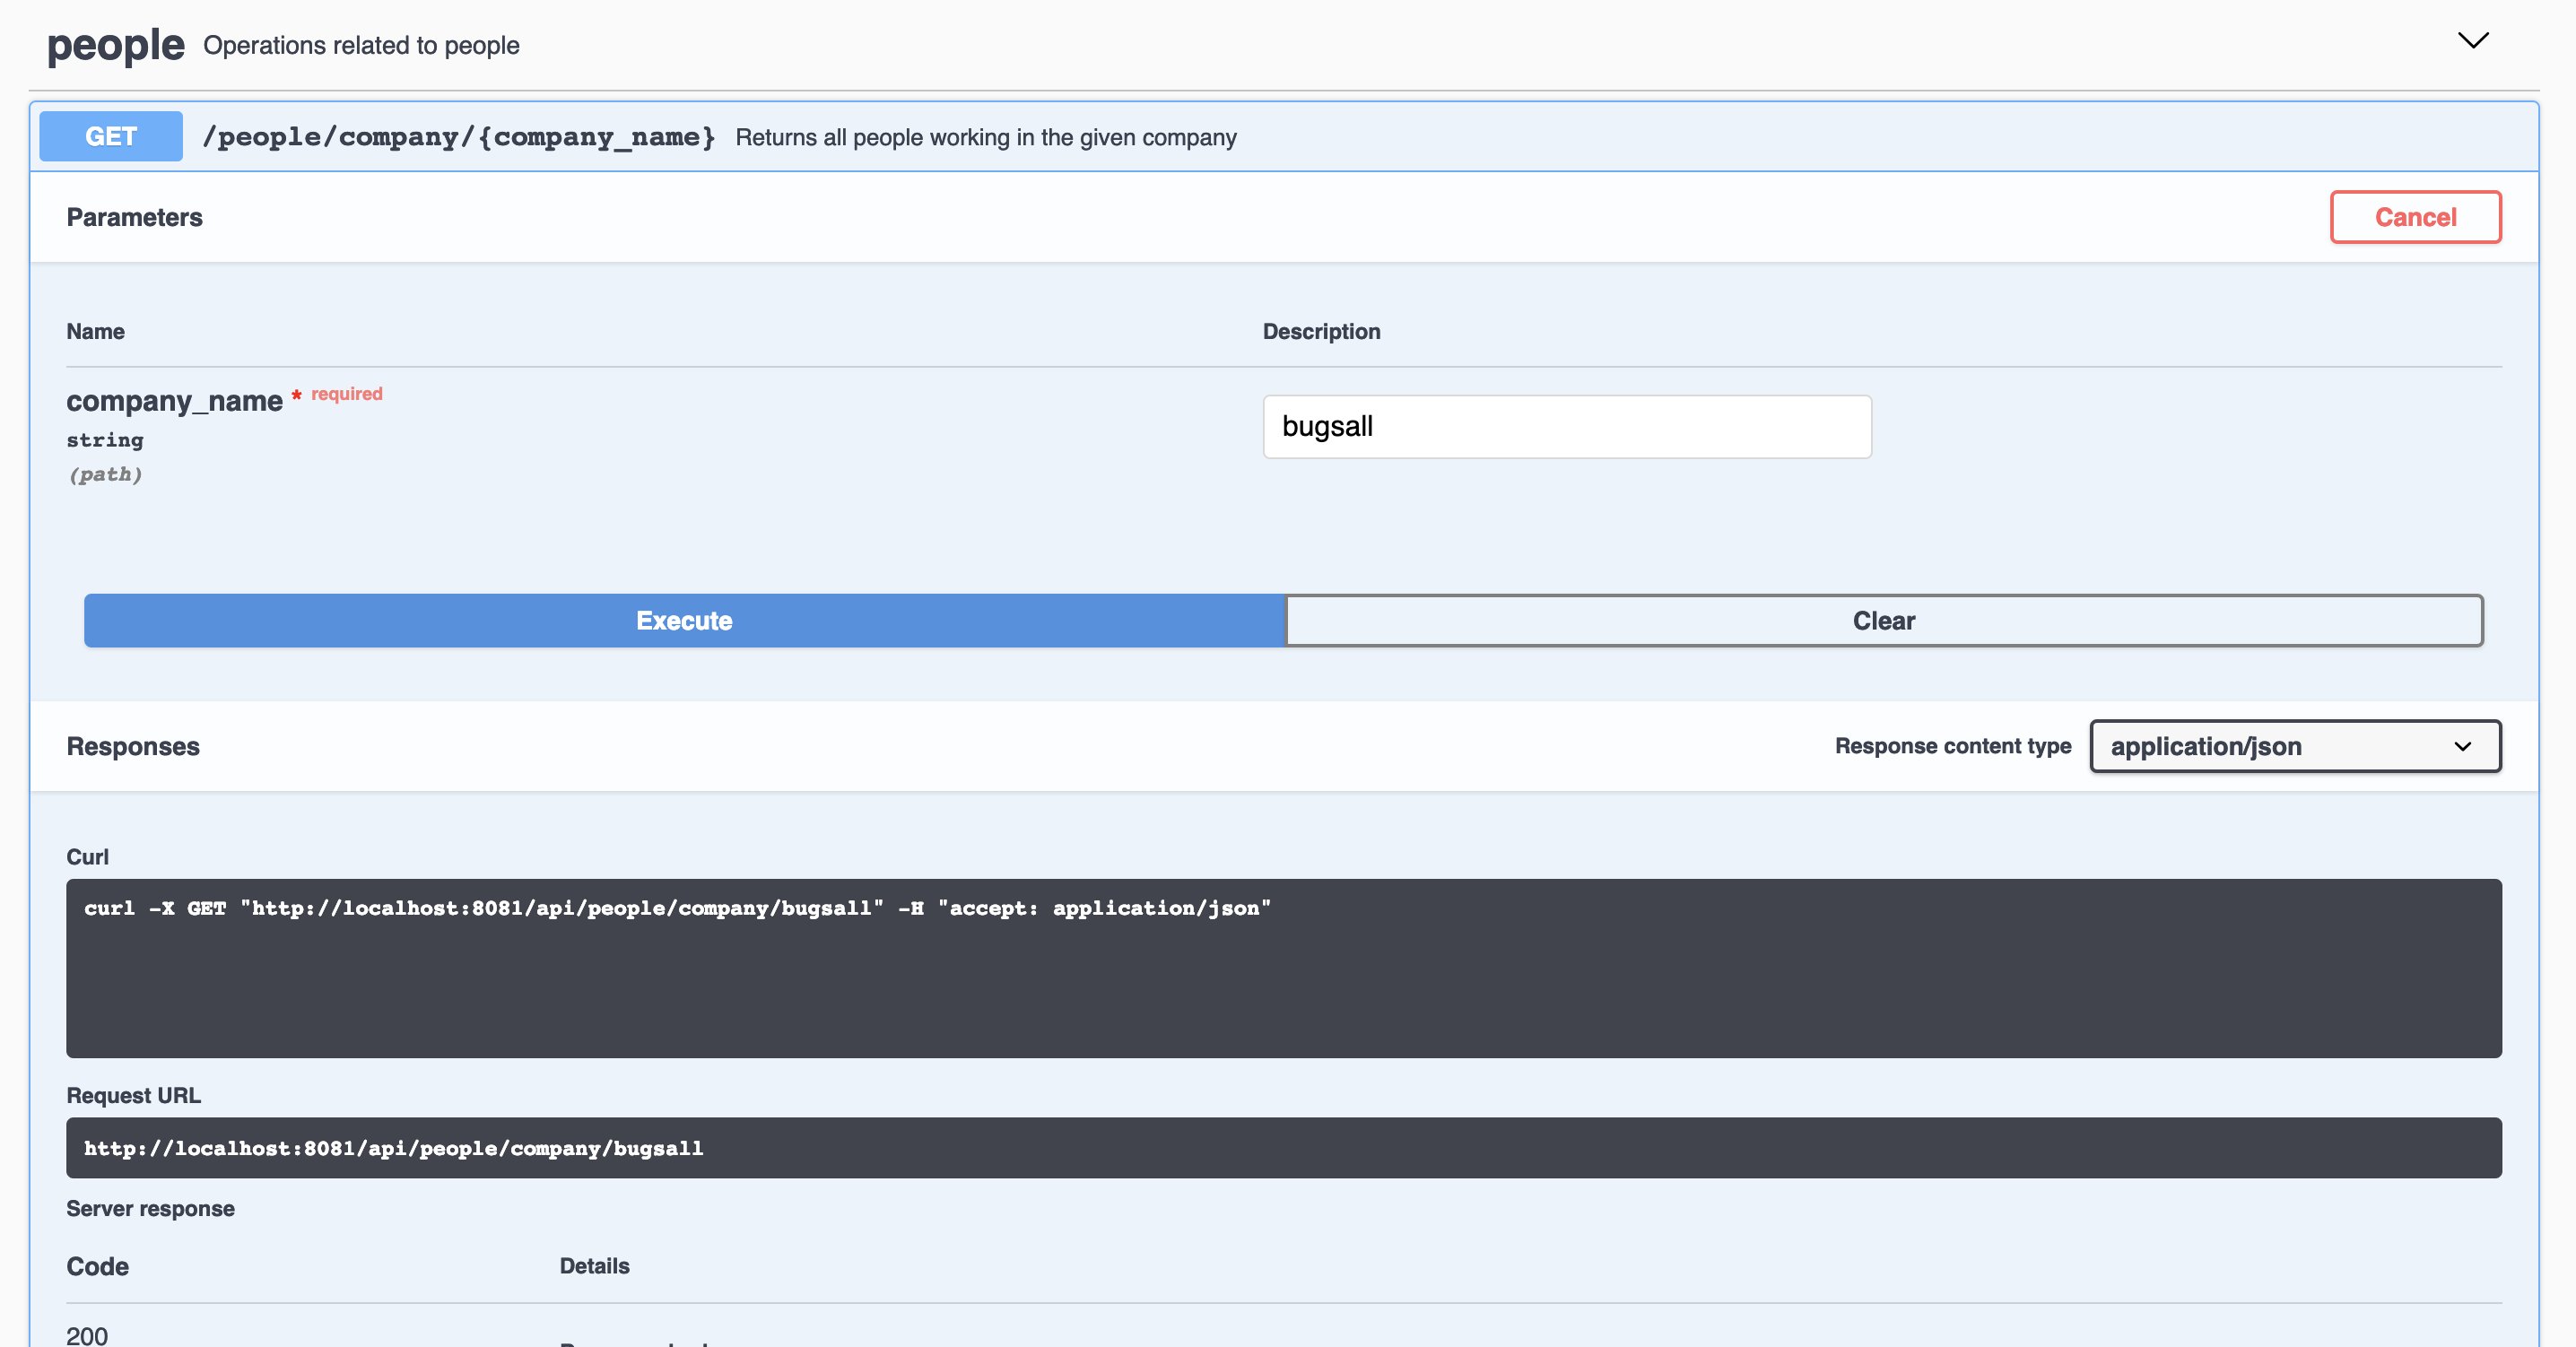 people Operations related to people
GET /people/company/{company_name} Returns all people working in the given company
Parameters Cancel
Name Description
company_name * required
string
(path)
bugsall
Execute Clear
Responses Response content type application/json
Curl
curl -X GET "http://localhost:8081/api/people/company/bugsall" -H "accept: application/json"
Request URL
http://localhost:8081/api/people/company/bugsall
Server response
Code Details
200